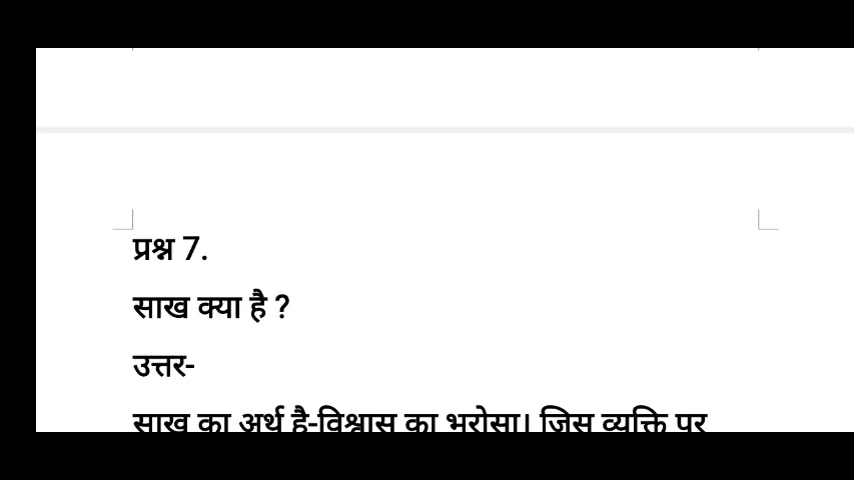 प्रश्न 7.
साख क्या है ?
उत्तर-
साख का अर्थ है-विश्वास का भरोसा। जिस व्यक्ति पर